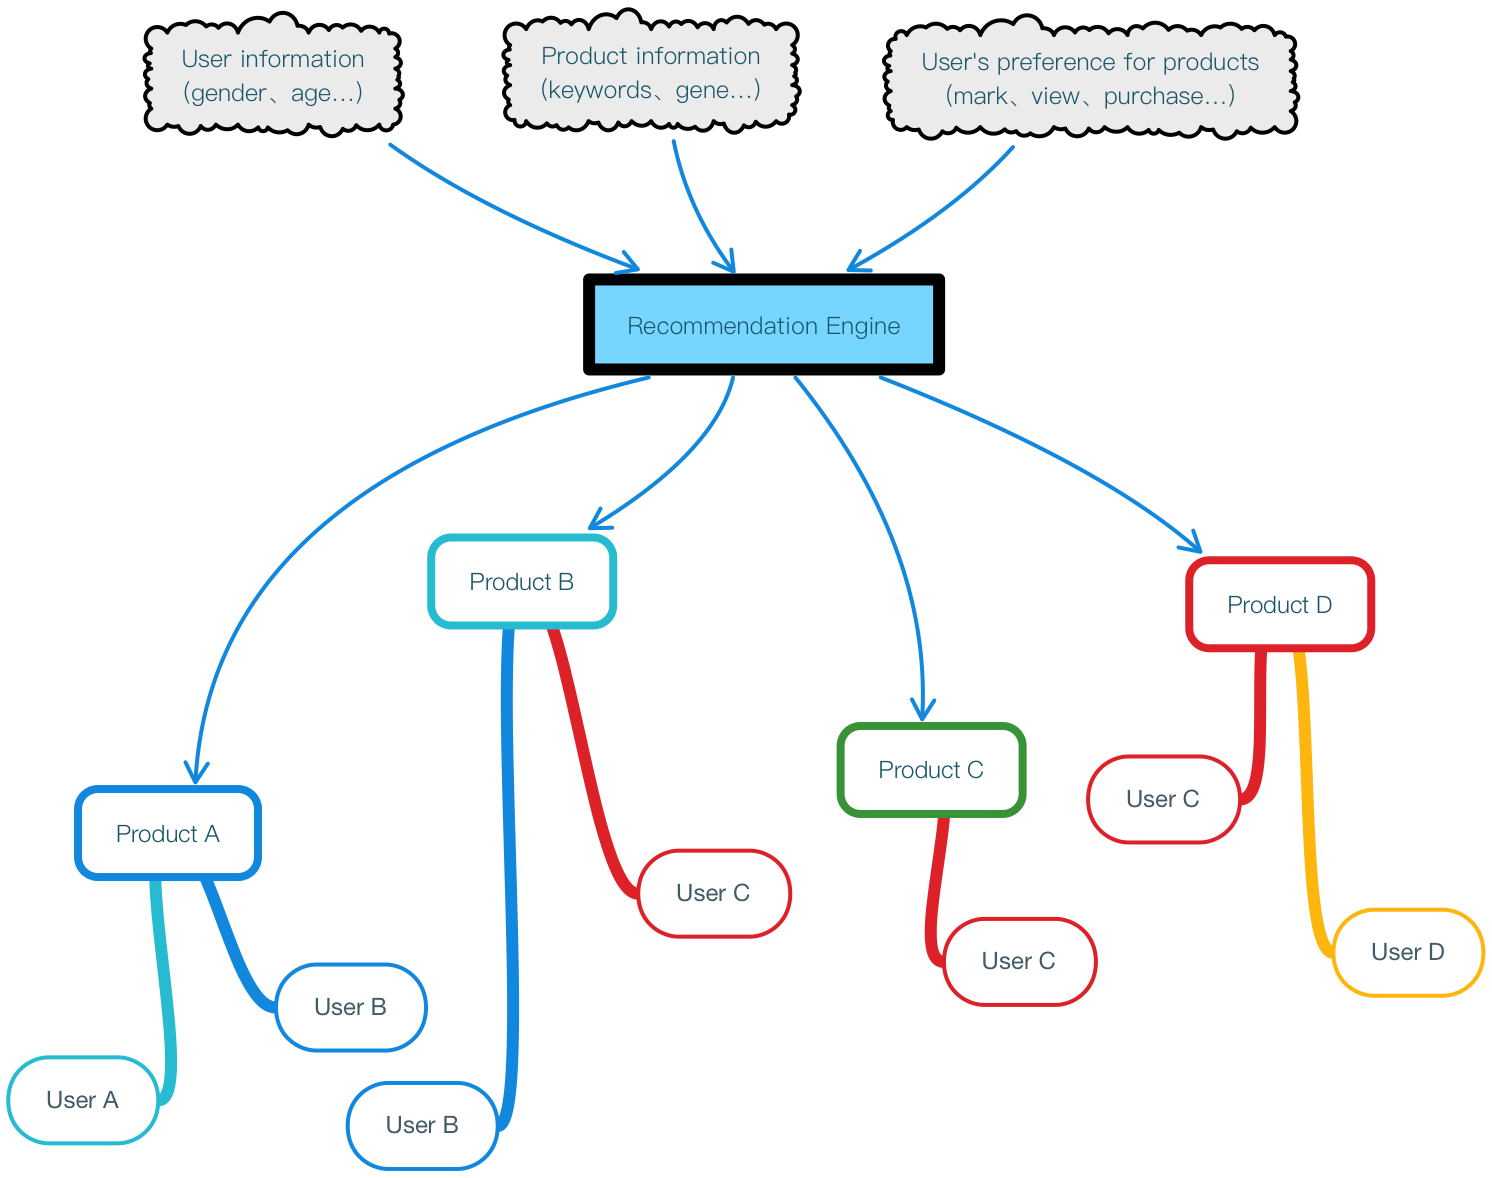 User information
(gender、age...)
Product information
(keywords、gene...)
User's preference for products
(mark、view、purchase...)
Recommendation Engine
Product B
Product D
Product C
User C
Product A
User C
User D
User C
User B
User A
User B